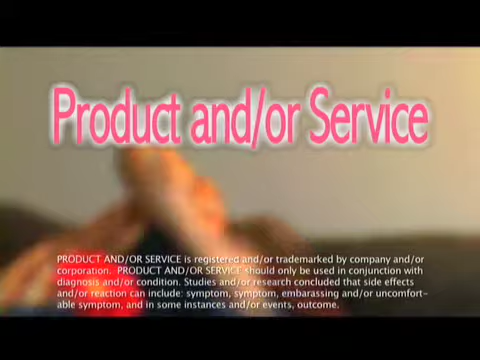 Product and/or Service
PRODUCT AND/OR SERVICE is registered and/or trademarked by company and/or
corporation.  PRODUCT AND/OR SERVICE should only be used in conjunction with
diagnosis and/or condition. Studies and/or research concluded that side effects
and/or reaction can include: symptom, symptom, embarassing and/or uncomfort-
able symptom, and in some instances and/or events, outcome.